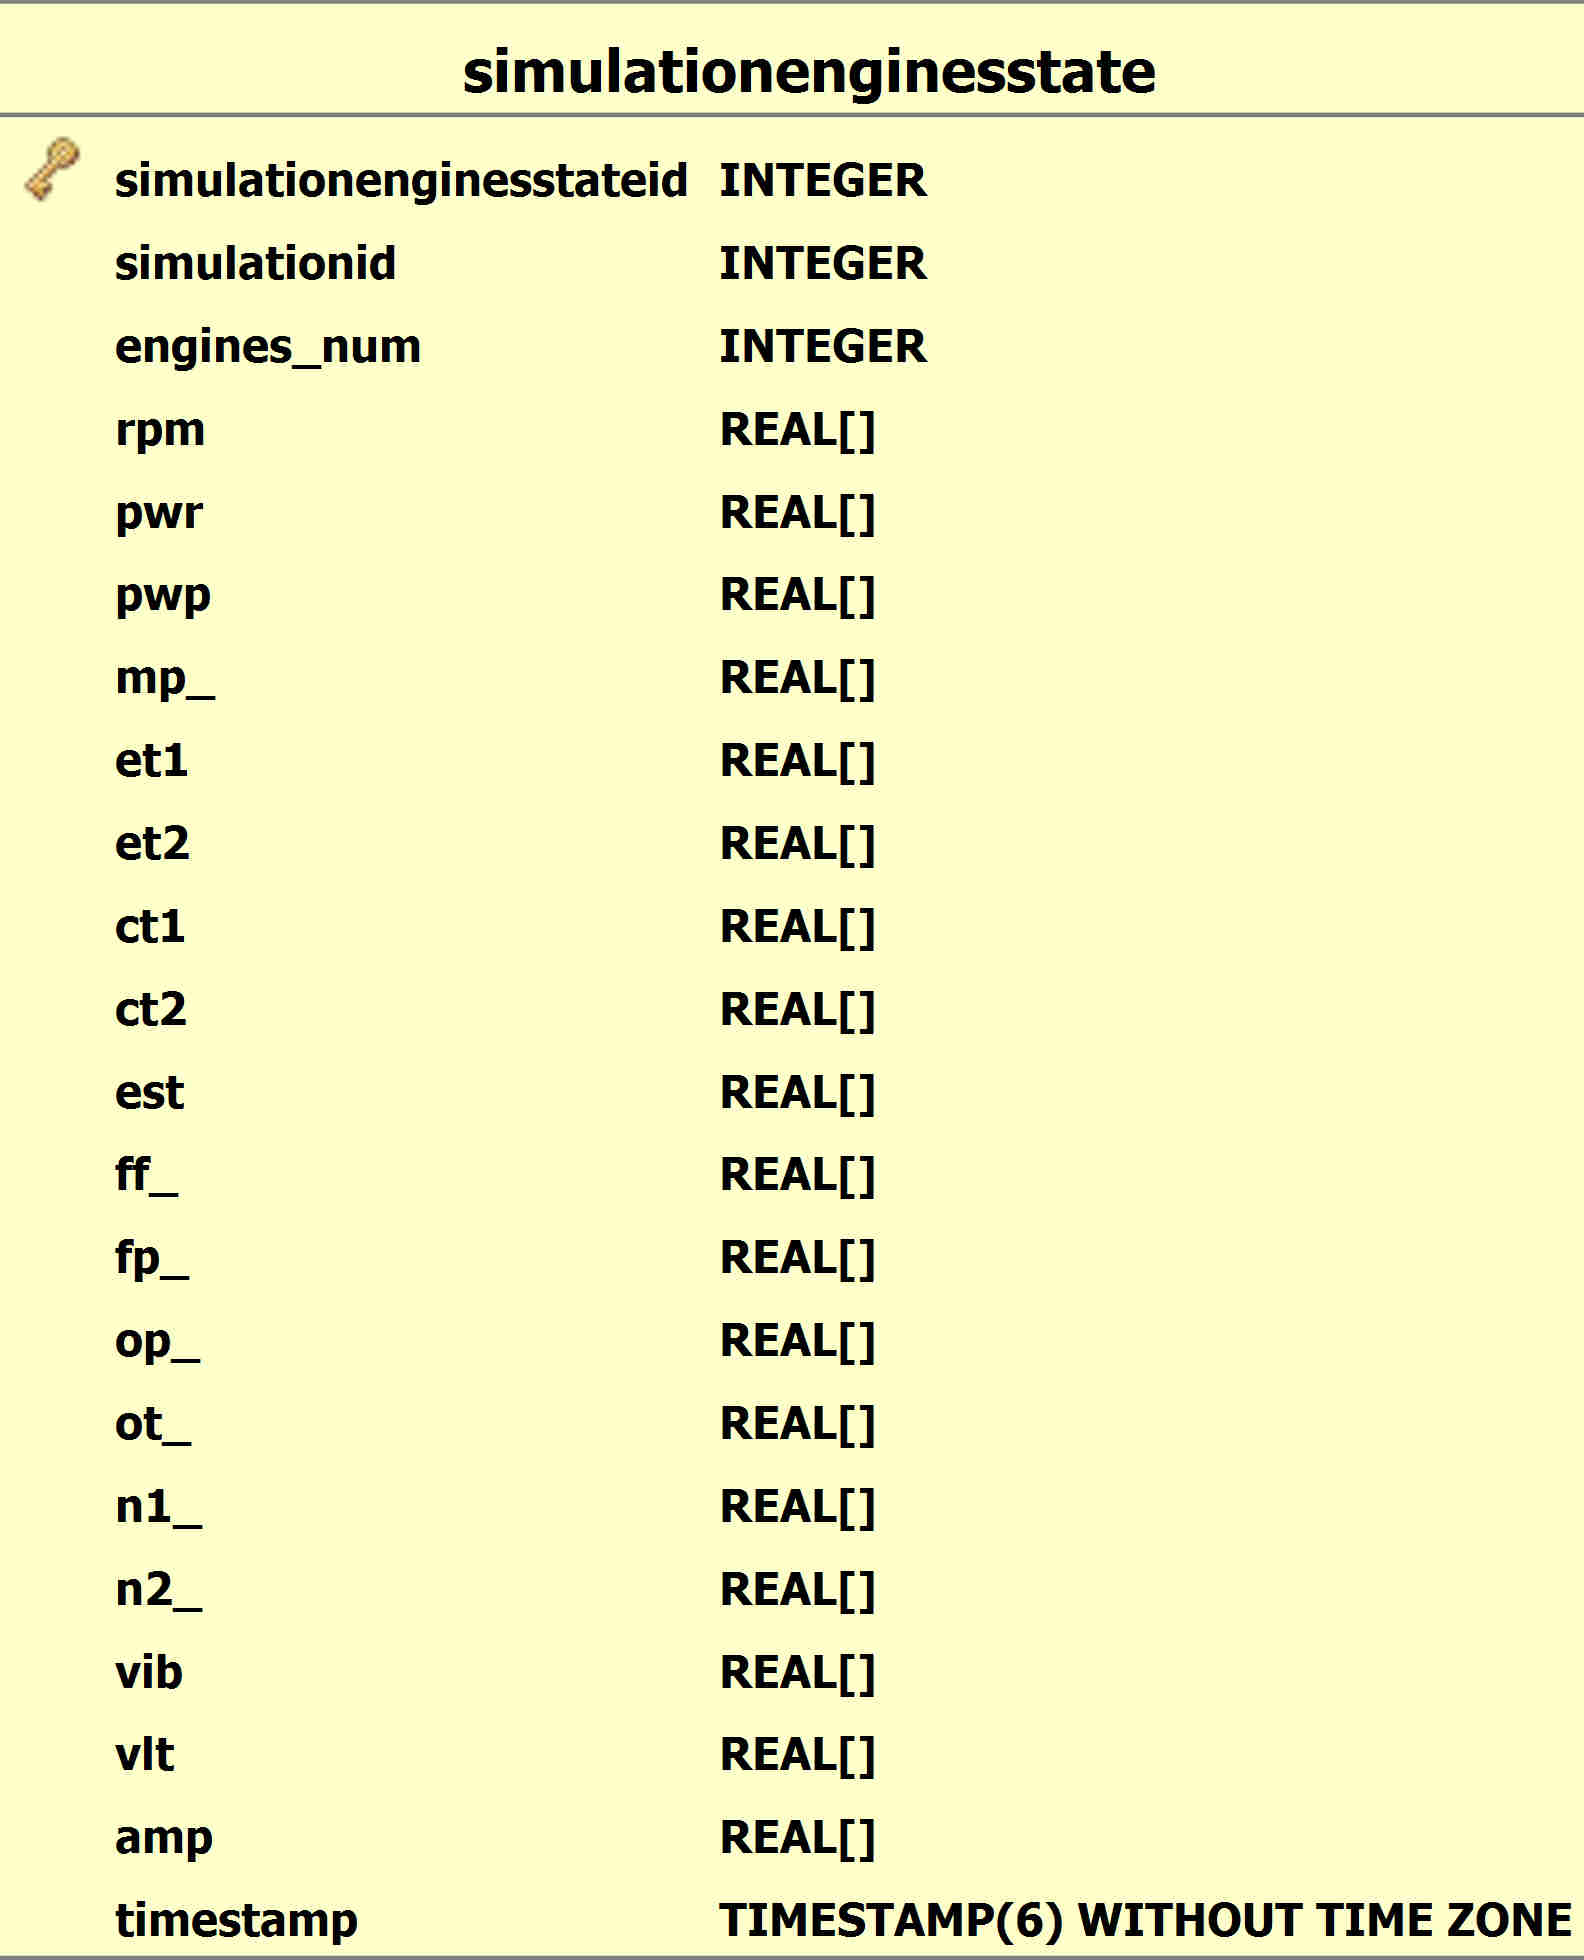 simulationenginesstate
simulationenginesstateid INTEGER
simulationid INTEGER
engines_num INTEGER
rpm REAL[]
pwr REAL[]
pwp REAL[]
mp_ REAL[]
et1 REAL[]
et2 REAL[]
ct1 REAL[]
ct2 REAL[]
est REAL[]
ff_ REAL[]
fp_ REAL[]
op_ REAL[]
ot_ REAL[]
n1_ REAL[]
n2_ REAL[]
vib REAL[]
vlt REAL[]
amp REAL[]
timestamp TIMESTAMP(6) WITHOUT TIME ZONE